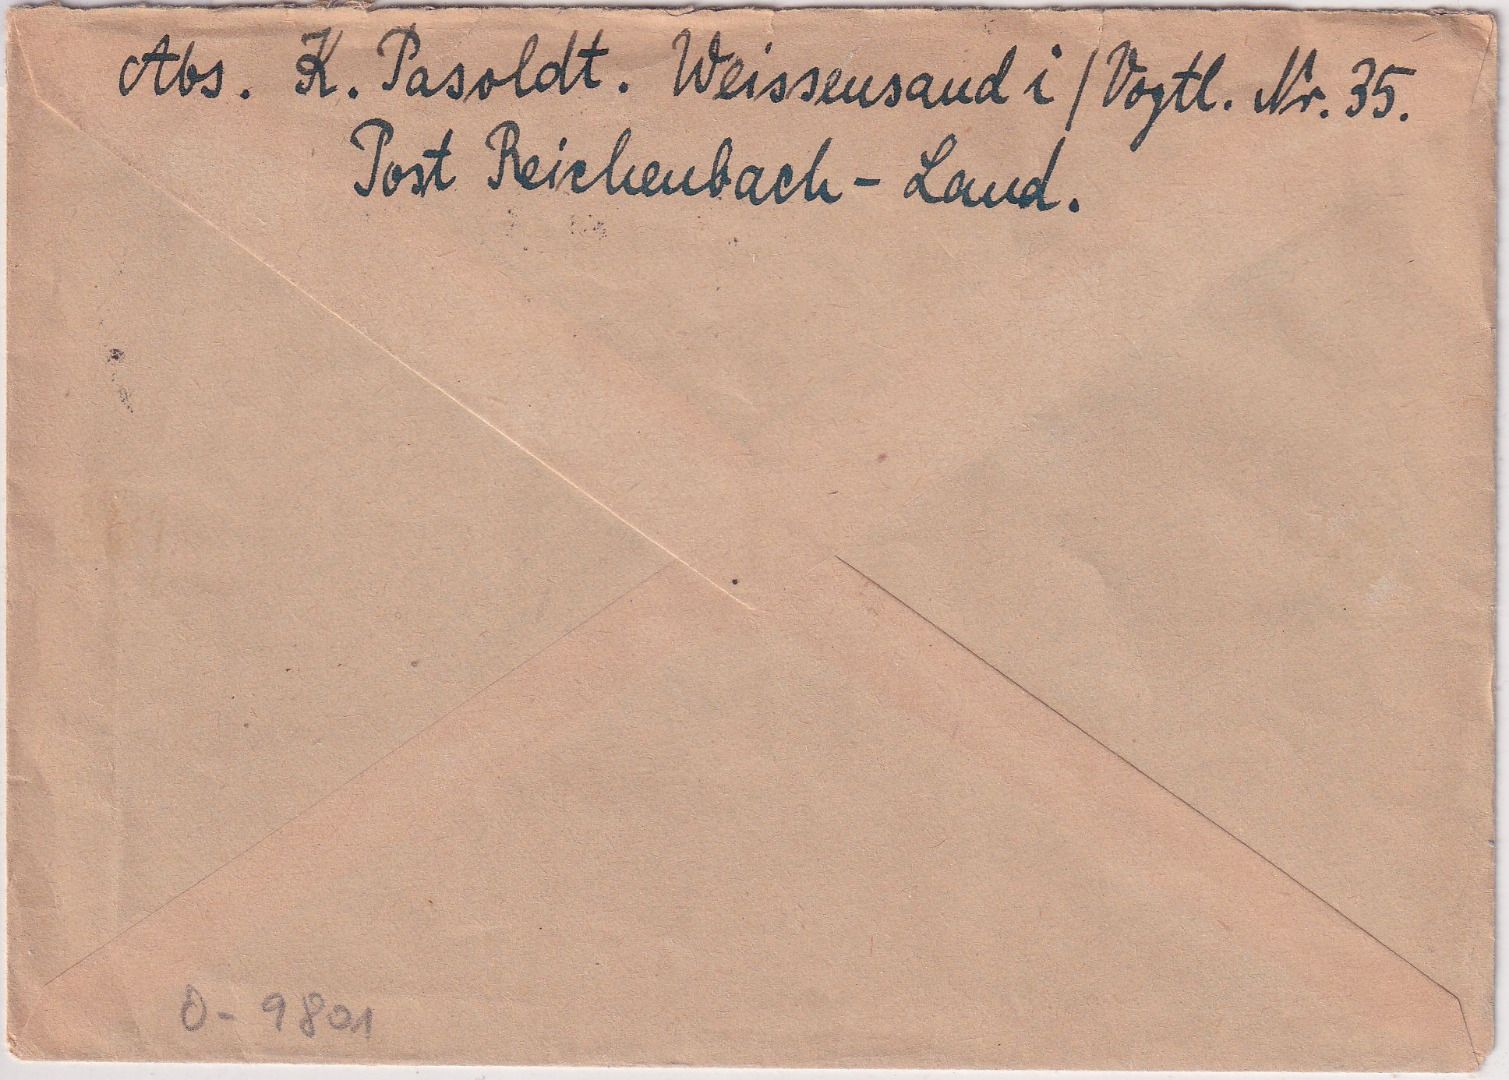 Abs. K. Pasoldt. Weissensand i/Vogtl. Nr. 35.
Post Reichenbach - Land.
O- 9801